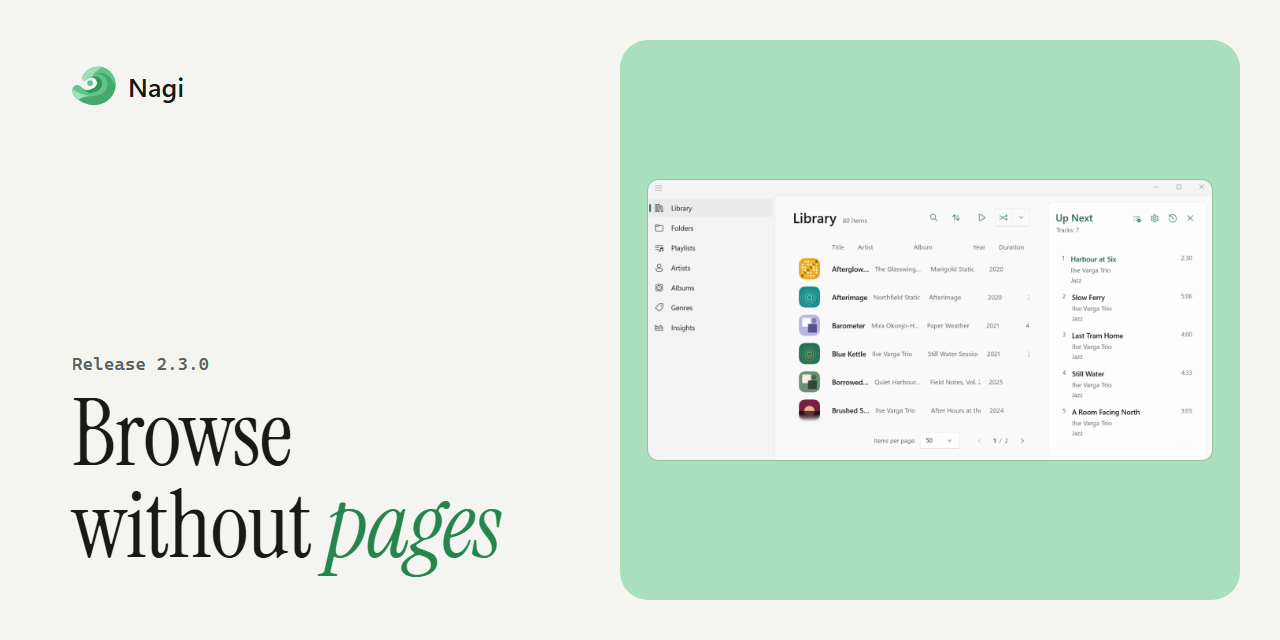 Nagi
Release 2.3.0
Browse
without pages
Library
Folders
Playlists
Artists
Albums
Genres
Insights
Library 80 items
Title Artist Album Year Duration
Afterglow... The Glasswing... Marigold Static 2020
Afterimage Northfield Static Afterimage 2020
Barometer Mira Okonjo-H... Paper Weather 2021 4
Blue Kettle Ilse Varga Trio Still Water Sessio 2021
Borrowed... Quiet Harbour... Field Notes, Vol. 2025
Brushed S... Ilse Varga Trio After Hours at the 2024
Items per page 50 1 / 2
Up Next
Tracks: 7
1 Harbour at Six 2:30
Ilse Varga Trio
Jazz
2 Slow Ferry 5:06
Ilse Varga Trio
Jazz
3 Last Tram Home 4:00
Ilse Varga Trio
Jazz
4 Still Water 4:33
Ilse Varga Trio
Jazz
5 A Room Facing North 3:05
Ilse Varga Trio
Jazz